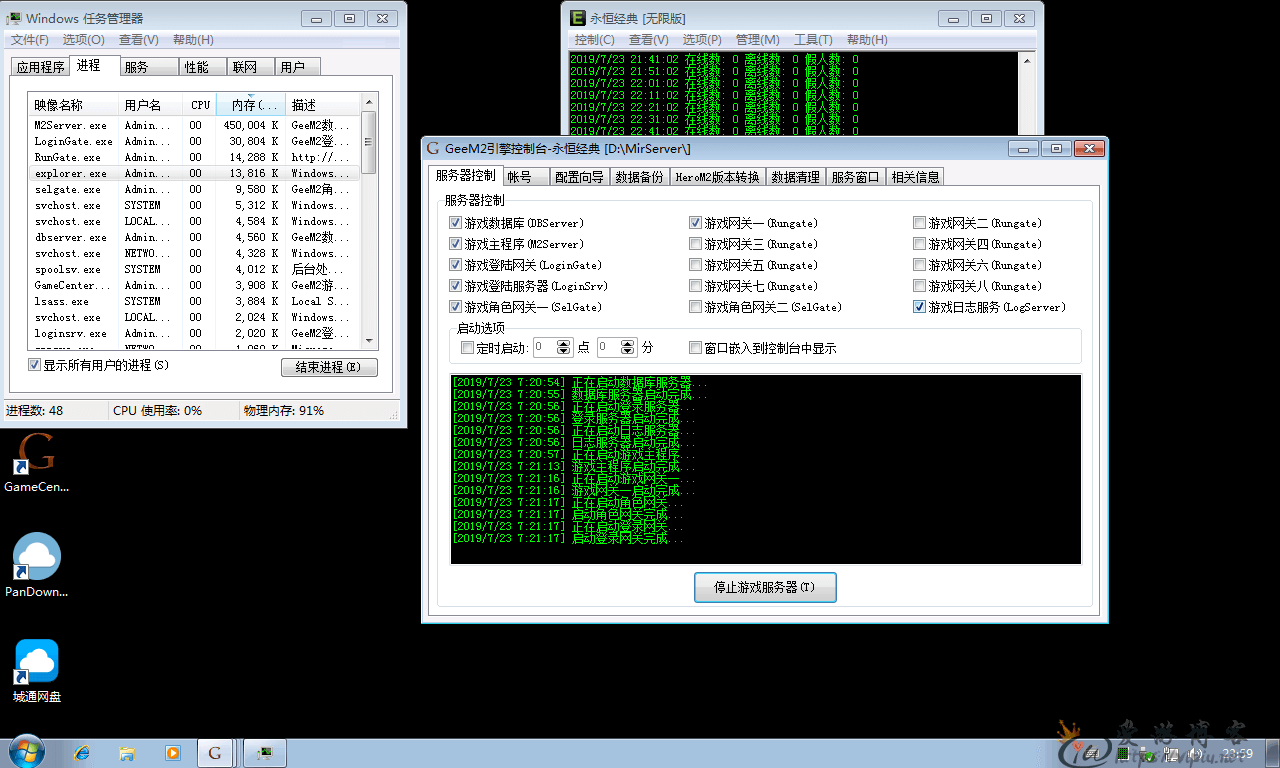 Windows 任务管理器
文件(F) 选项(O) 查看(V) 帮助(H)
应用程序 进程 服务 性能 联网 用户
映像名称 用户名 CPU 内存(... 描述
M2Server.exe Admin... 00 450,004 K GeeM2数...
LoginGate.exe Admin... 00 30,804 K GeeM2登...
RunGate.exe Admin... 00 14,288 K http://...
explorer.exe Admin... 00 13,816 K Windows...
selgate.exe Admin... 00 9,580 K GeeM2角...
svchost.exe SYSTEM 00 5,312 K Windows...
svchost.exe LOCAL... 00 4,584 K Windows...
dbserver.exe Admin... 00 4,560 K GeeM2数...
svchost.exe NETWO... 00 4,328 K Windows...
spoolsv.exe SYSTEM 00 4,012 K 后台处...
GameCenter... Admin... 00 3,908 K GeeM2游...
lsass.exe SYSTEM 00 3,884 K Local S...
svchost.exe LOCAL... 00 2,024 K Windows...
loginsrv.exe Admin... 00 2,020 K GeeM2登...
显示所有用户的进程(S)
结束进程(E)
进程数: 48 CPU 使用率: 0% 物理内存: 91%
永恒经典 [无限版]
控制(C) 查看(V) 选项(P) 管理(M) 工具(T) 帮助(H)
2019/7/23 21:41:02 在线数: 0 离线数: 0 假人数: 0
2019/7/23 21:51:02 在线数: 0 离线数: 0 假人数: 0
2019/7/23 22:01:02 在线数: 0 离线数: 0 假人数: 0
2019/7/23 22:11:02 在线数: 0 离线数: 0 假人数: 0
2019/7/23 22:21:02 在线数: 0 离线数: 0 假人数: 0
2019/7/23 22:31:02 在线数: 0 离线数: 0 假人数: 0
2019/7/23 22:41:02 在线数: 0 离线数: 0 假人数: 0
GeeM2引擎控制台-永恒经典 [D:\MirServer\]
服务器控制 帐号 配置向导 数据备份 HeroM2版本转换 数据清理 服务窗口 相关信息
服务器控制
游戏数据库(DBServer) 游戏网关一(Rungate) 游戏网关二(Rungate)
游戏主程序(M2Server) 游戏网关三(Rungate) 游戏网关四(Rungate)
游戏登陆网关(LoginGate) 游戏网关五(Rungate) 游戏网关六(Rungate)
游戏登陆服务器(LoginSrv) 游戏网关七(Rungate) 游戏网关八(Rungate)
游戏角色网关一(SelGate) 游戏角色网关二(SelGate) 游戏日志服务(LogServer)
启动选项
定时启动: 0 点 0 分 窗口嵌入到控制台中显示
[2019/7/23 7:20:54] 正在启动数据库服务器...
[2019/7/23 7:20:55] 数据库服务器启动完成...
[2019/7/23 7:20:56] 正在启动登录服务器...
[2019/7/23 7:20:56] 登录服务器启动完成...
[2019/7/23 7:20:56] 正在启动日志服务器...
[2019/7/23 7:20:56] 日志服务器启动完成...
[2019/7/23 7:20:57] 正在启动游戏主程序...
[2019/7/23 7:21:13] 游戏主程序启动完成...
[2019/7/23 7:21:16] 正在启动游戏网关一...
[2019/7/23 7:21:16] 游戏网关一启动完成...
[2019/7/23 7:21:17] 正在启动角色网关...
[2019/7/23 7:21:17] 启动角色网关完成...
[2019/7/23 7:21:17] 正在启动登录网关...
[2019/7/23 7:21:17] 启动登录网关完成...
停止游戏服务器(T)
GameCen...
PanDown...
城通网盘
23:59